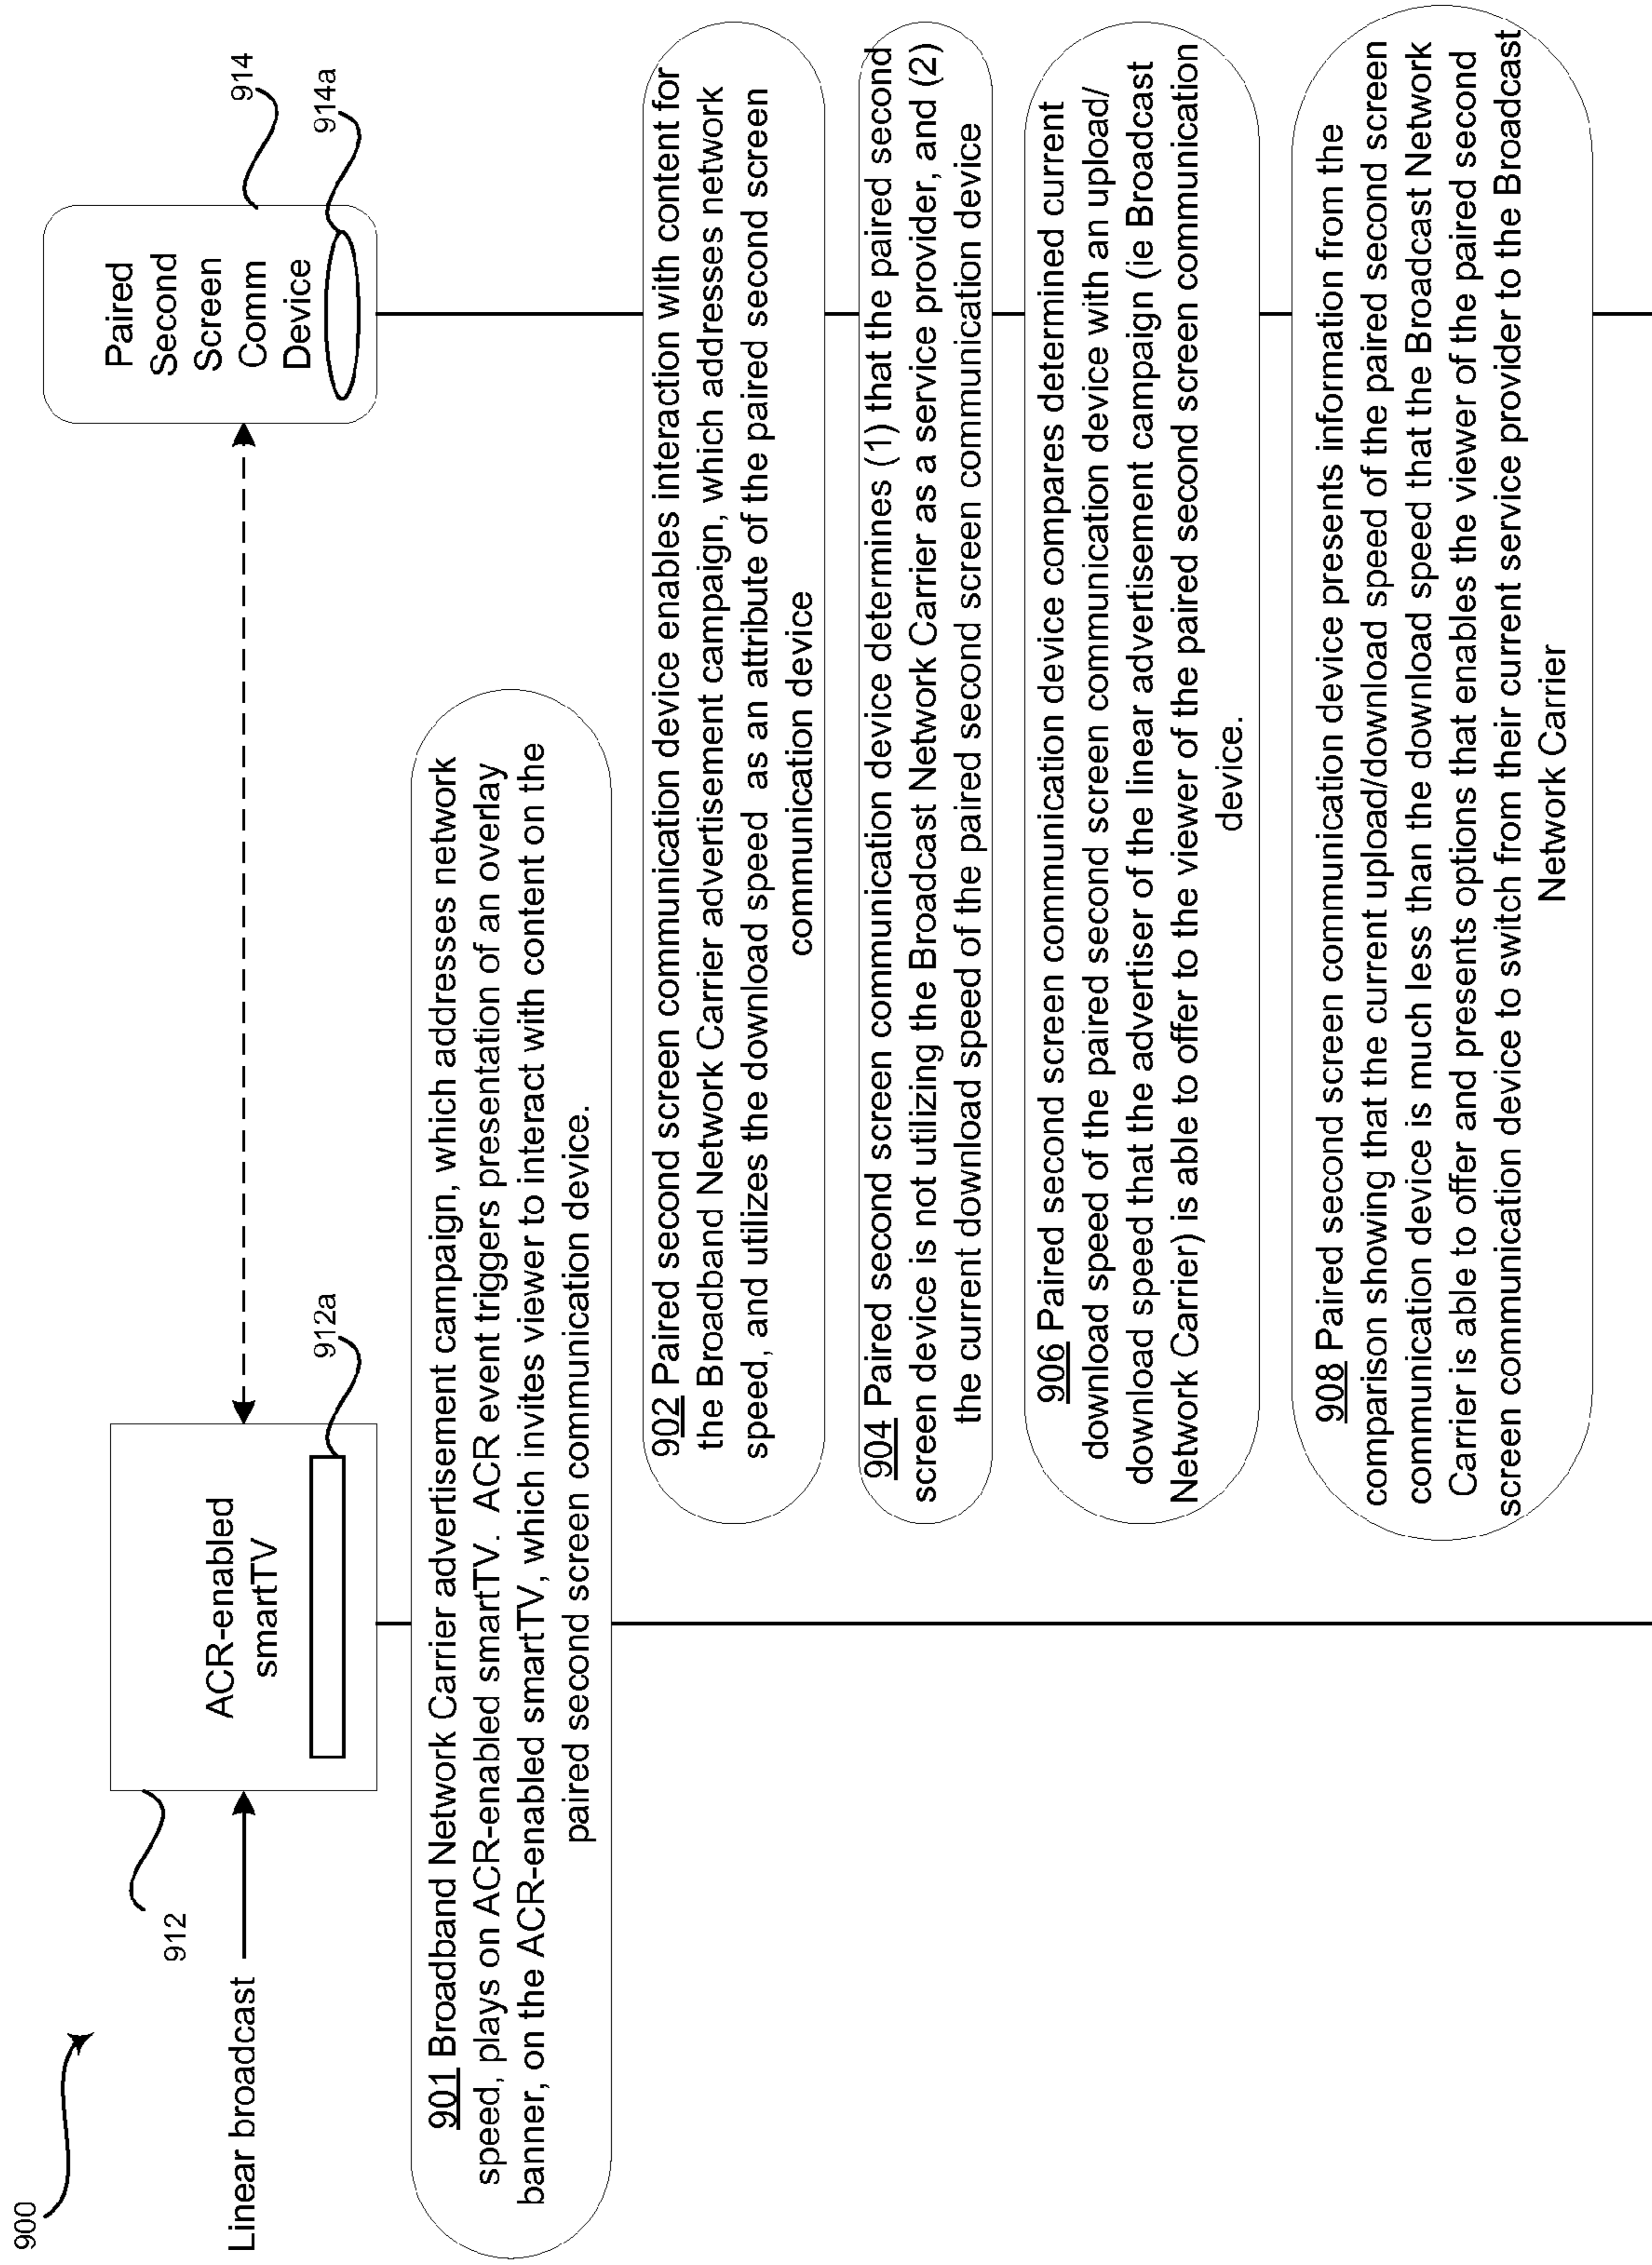 900
Linear broadcast
912
ACR-enabled
smartTV
912a
Paired
Second
Screen
Comm
Device
914
914a
901 Broadband Network Carrier advertisement campaign, which addresses network
speed, plays on ACR-enabled smartTV. ACR event triggers presentation of an overlay
banner, on the ACR-enabled smartTV, which invites viewer to interact with content on the
paired second screen communication device.
902 Paired second screen communication device enables interaction with content for
the Broadband Network Carrier advertisement campaign, which addresses network
speed, and utilizes the download speed as an attribute of the paired second screen
communication device
904 Paired second screen communication device determines (1) that the paired second
screen device is not utilizing the Broadcast Network Carrier as a service provider, and (2)
the current download speed of the paired second screen communication device
906 Paired second screen communication device compares determined current
download speed of the paired second screen communication device with an upload/
download speed that the advertiser of the linear advertisement campaign (ie Broadcast
Network Carrier) is able to offer to the viewer of the paired second screen communication
device.
908 Paired second screen communication device presents information from the
comparison showing that the current upload/download speed of the paired second screen
communication device is much less than the download speed that the Broadcast Network
Carrier is able to offer and presents options that enables the viewer of the paired second
screen communication device to switch from their current service provider to the Broadcast
Network Carrier